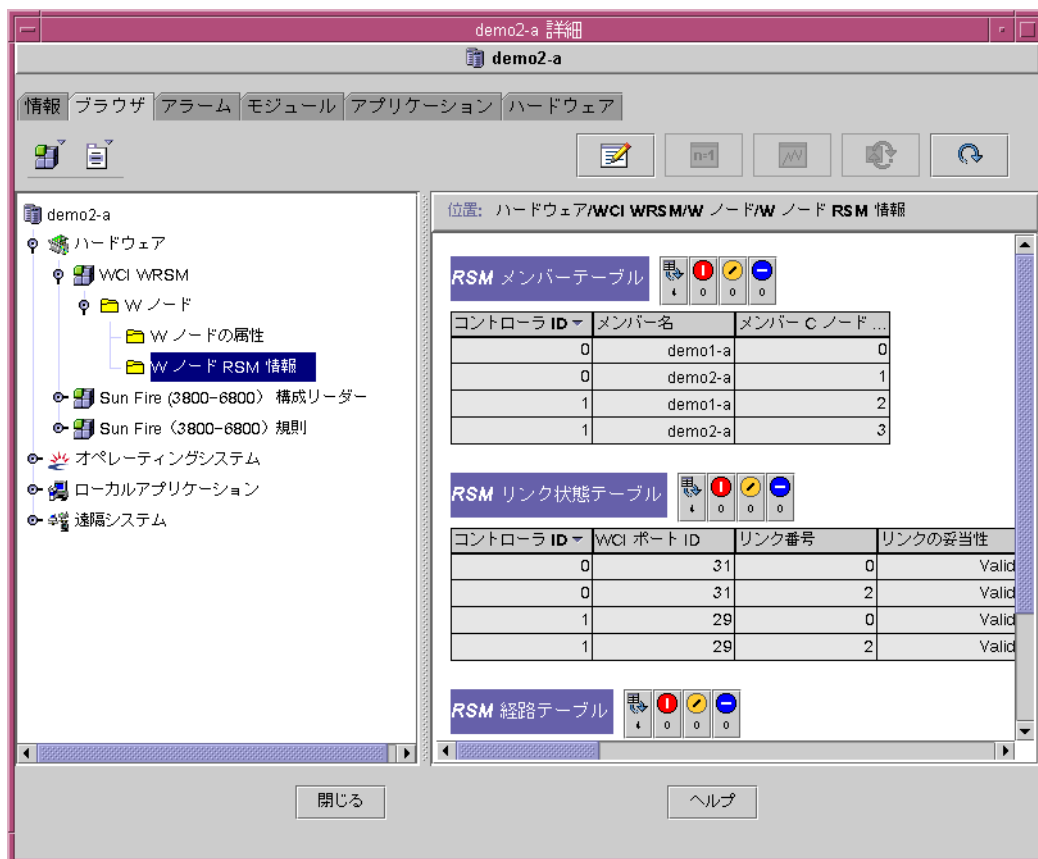 demo2-a 詳細
demo2-a
情報 ブラウザ アラーム モジュール アプリケーション ハードウェア
n=1
demo2-a
ハードウェア
WCI WRSM
W ノード
W ノードの属性
W ノード RSM 情報
Sun Fire (3800-6800) 構成リーダー
Sun Fire (3800-6800) 規則
オペレーティングシステム
ローカルアプリケーション
遠隔システム
位置: ハードウェア/WCI WRSM/W ノード/W ノード RSM 情報
RSM メンバーテーブル
4 0 0 0
コントローラ ID メンバー名 メンバー C ノード ...
0 demo1-a 0
0 demo2-a 1
1 demo1-a 2
1 demo2-a 3
RSM リンク状態テーブル
4 0 0 0
コントローラ ID WCI ポート ID リンク番号 リンクの妥当性
0 31 0 Valid
0 31 2 Valid
1 29 0 Valid
1 29 2 Valid
RSM 経路テーブル
4 0 0 0
閉じる ヘルプ